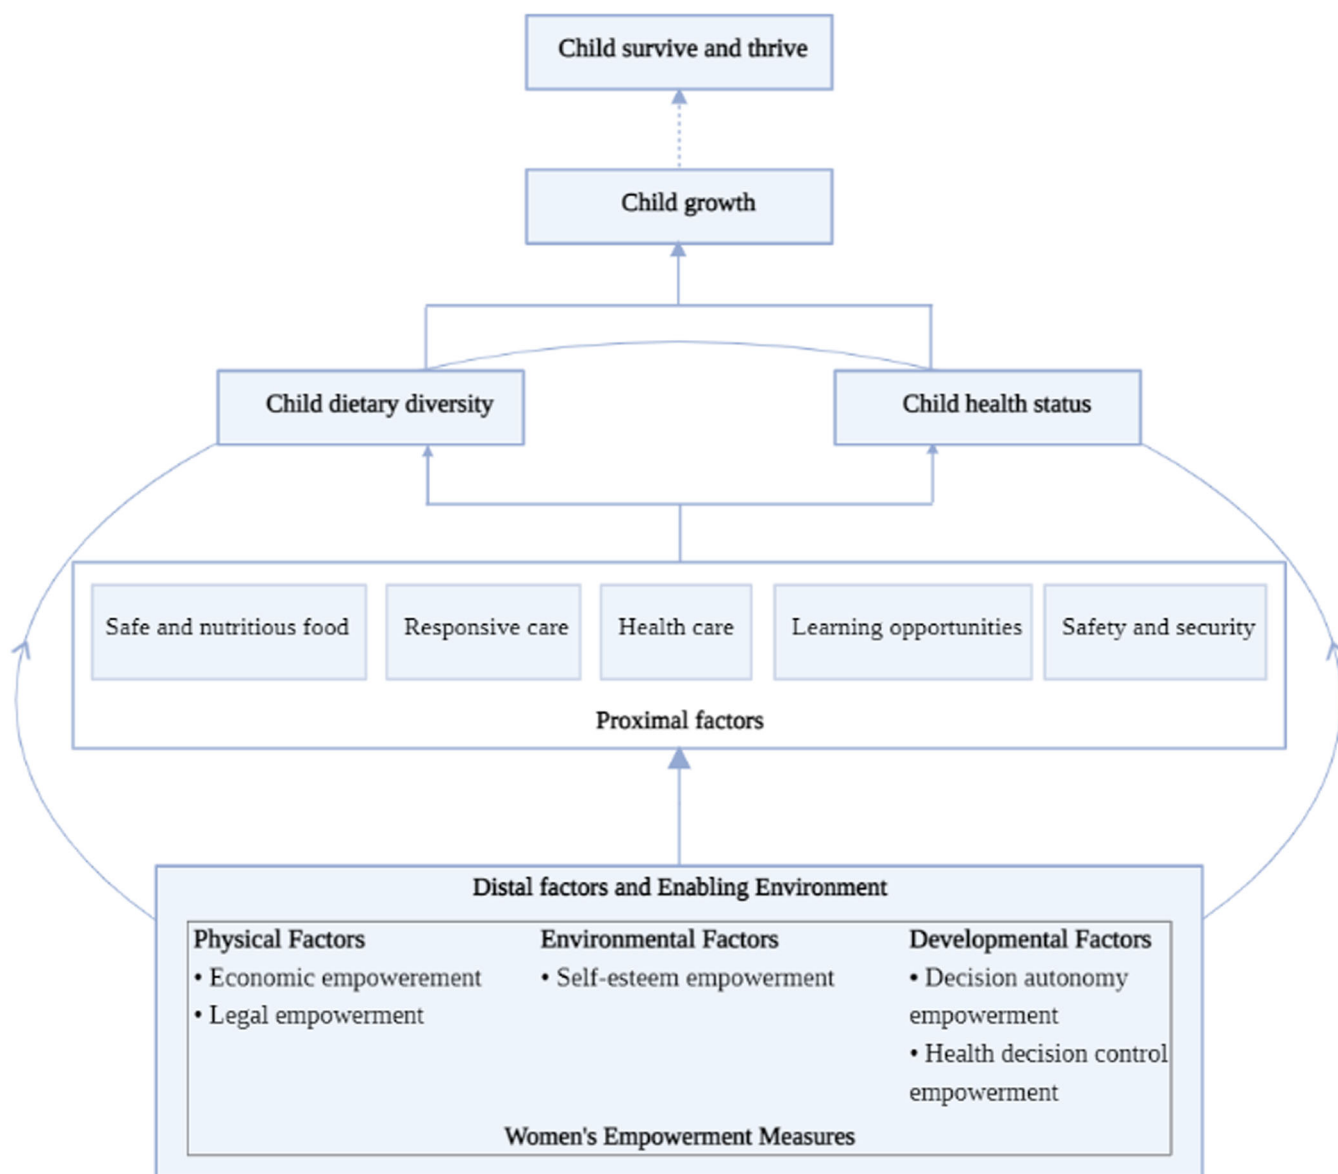 Child survive and thrive
Child growth
Child dietary diversity
Child health status
Safe and nutritious food
Responsive care
Health care
Learning opportunities
Safety and security
Proximal factors
Distal factors and Enabling Environment
Physical Factors
• Economic empowerement
• Legal empowerment
Environmental Factors
• Self-esteem empowerment
Developmental Factors
• Decision autonomy
empowerment
• Health decision control
empowerment
Women's Empowerment Measures